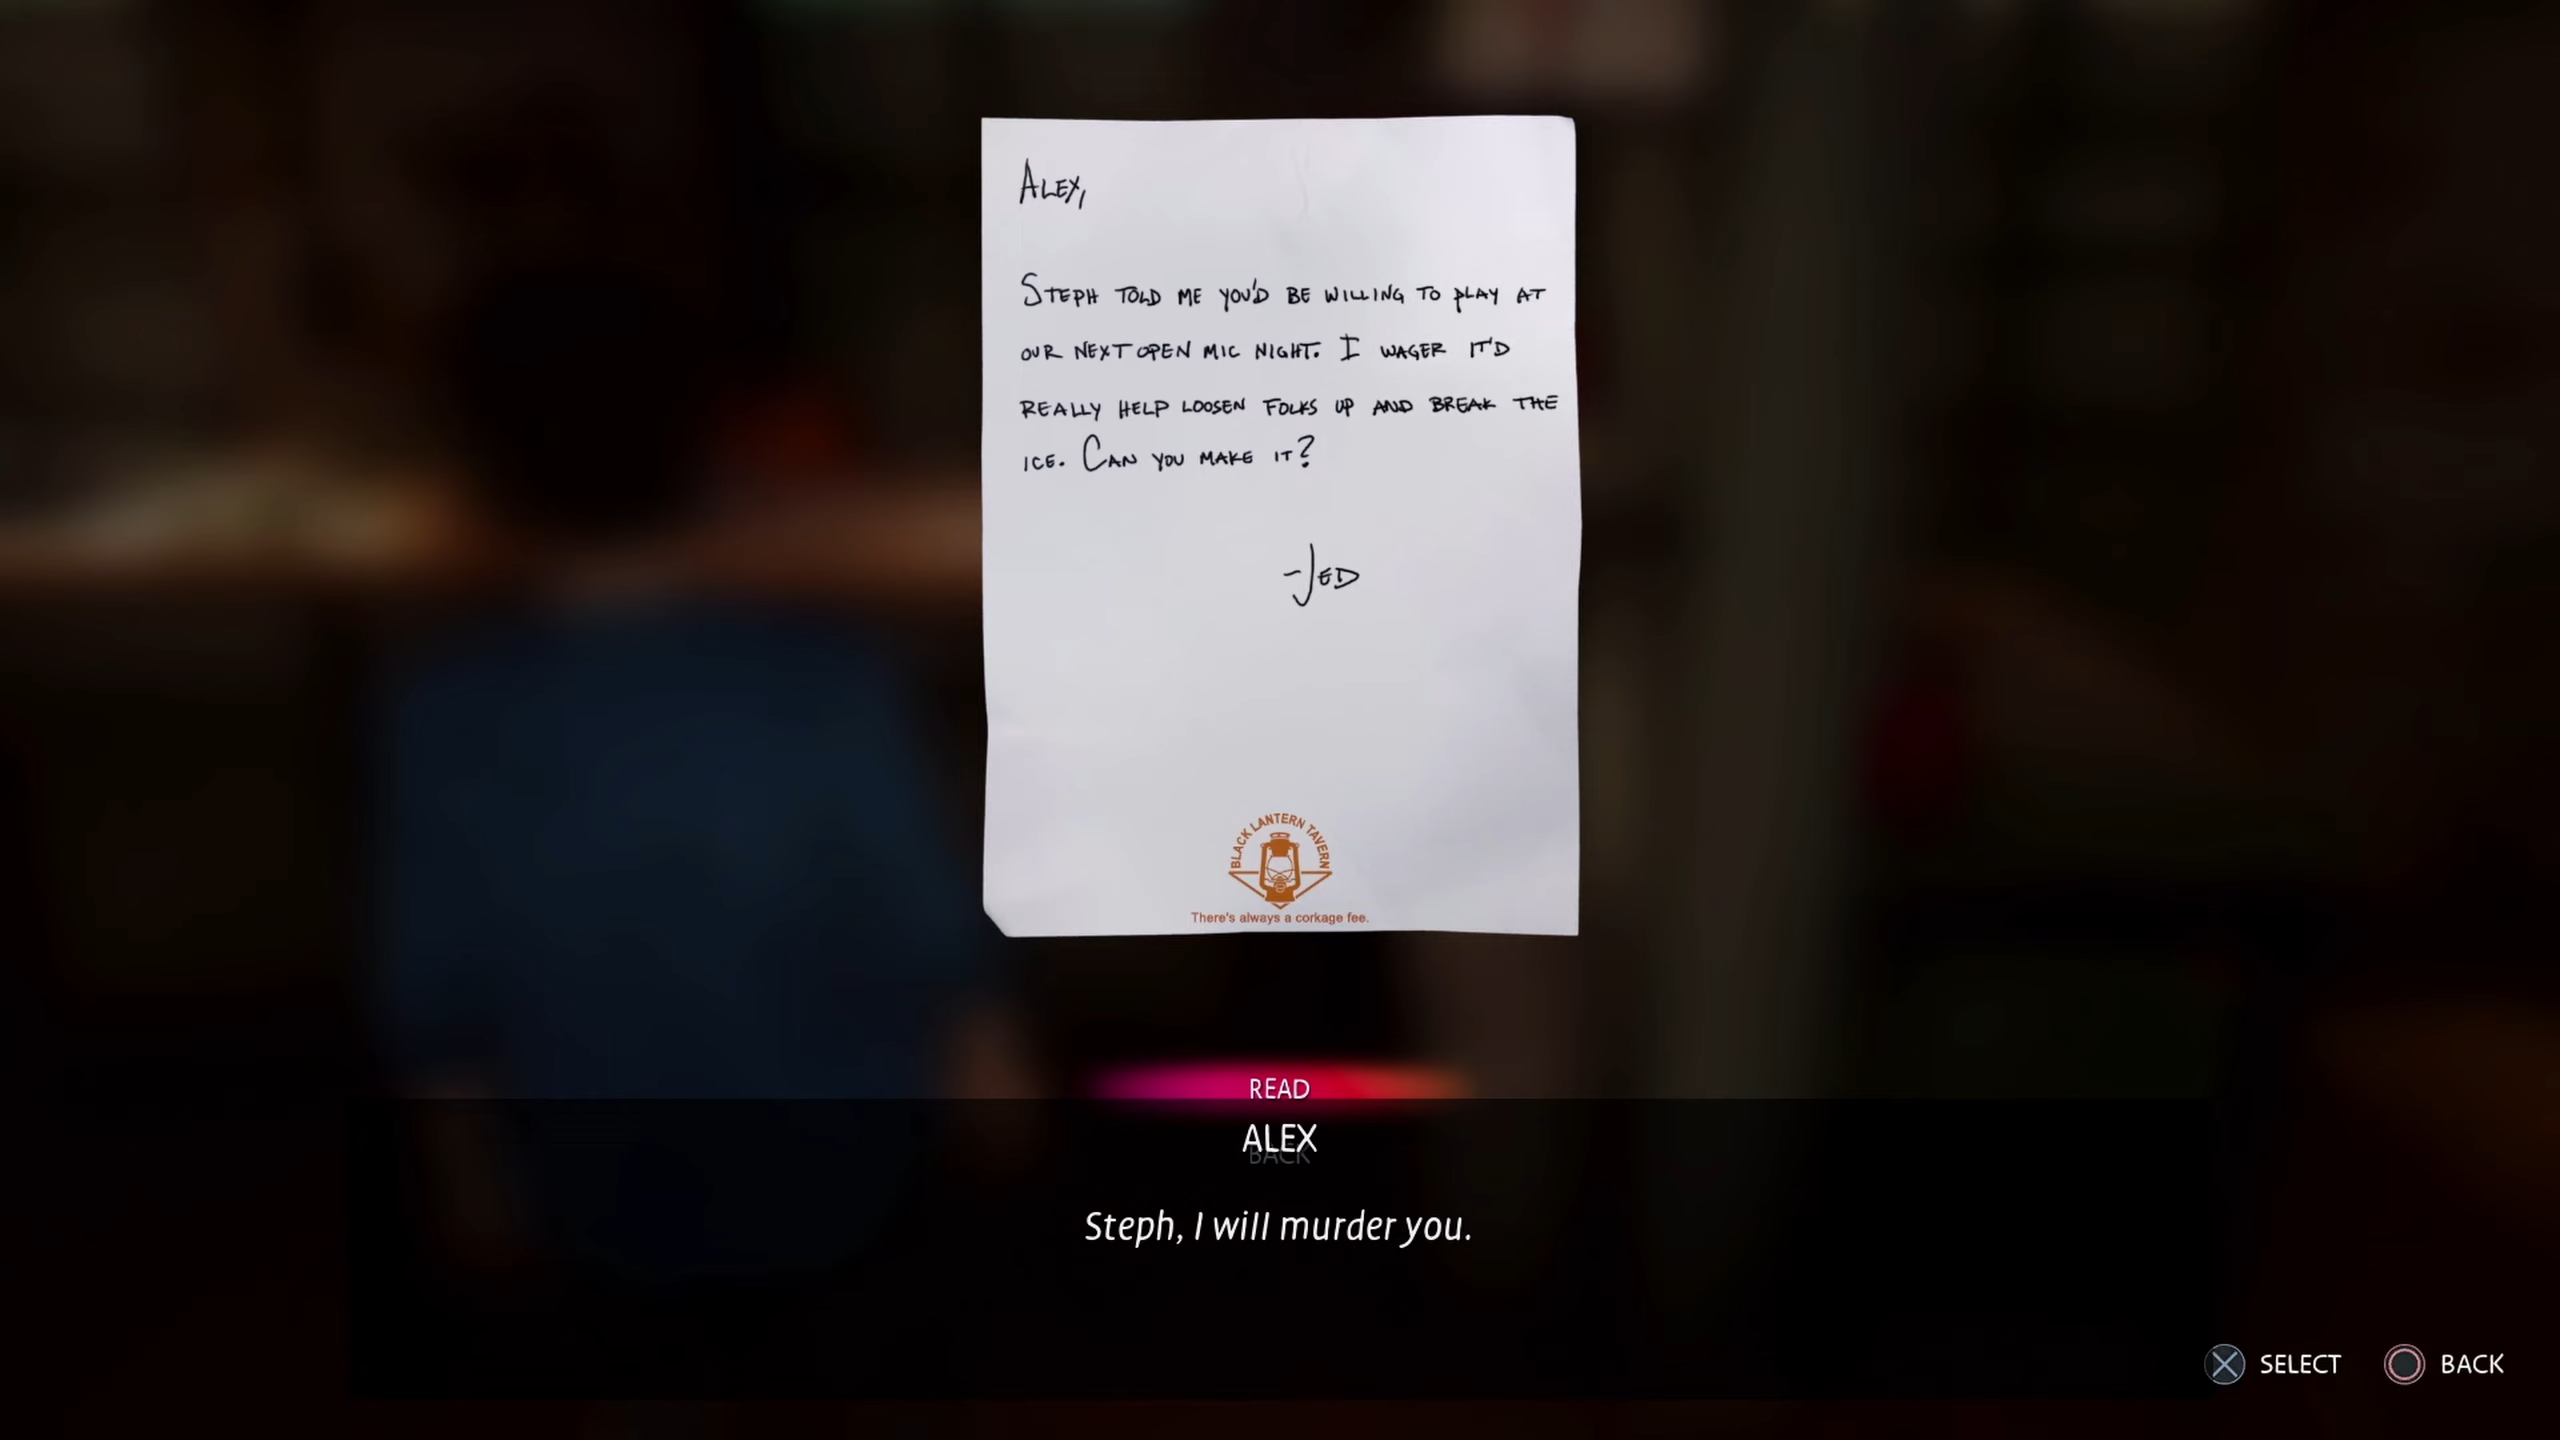 ALEX,
STEPH TOLD ME YOU'D BE WILLING TO PLAY AT
OUR NEXT OPEN MIC NIGHT. I WAGER IT'D
REALLY HELP LOOSEN FOLKS UP AND BREAK THE
ICE. CAN YOU MAKE IT?
-JED
BLACK LANTERN TAVERN
There's always a corkage fee.
READ
ALEX
BACK
Steph, I will murder you.
SELECT BACK